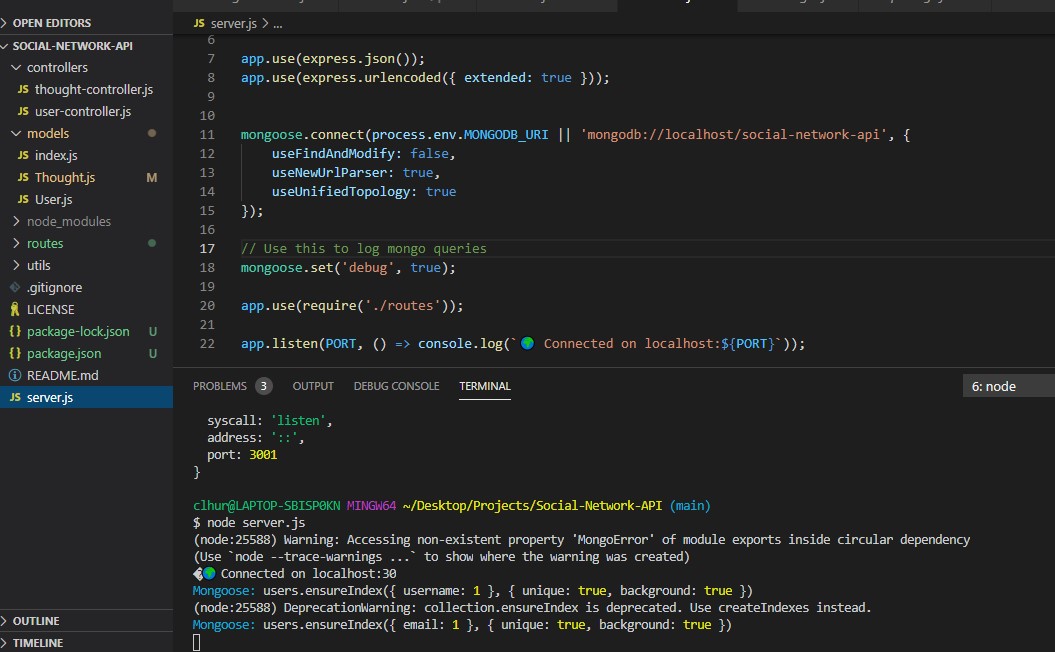 OPEN EDITORS
SOCIAL-NETWORK-API
controllers
JS thought-controller.js
JS user-controller.js
models
JS index.js
JS Thought.js M
JS User.js
node_modules
routes
utils
.gitignore
LICENSE
{} package-lock.json U
{} package.json U
README.md
JS server.js
OUTLINE
TIMELINE
JS server.js > ...
6
7 app.use(express.json());
8 app.use(express.urlencoded({ extended: true }));
9
10
11 mongoose.connect(process.env.MONGODB_URI || 'mongodb://localhost/social-network-api', {
12 useFindAndModify: false,
13 useNewUrlParser: true,
14 useUnifiedTopology: true
15 });
16
17 // Use this to log mongo queries
18 mongoose.set('debug', true);
19
20 app.use(require('./routes'));
21
22 app.listen(PORT, () => console.log(`🌍 Connected on localhost:${PORT}`));
PROBLEMS 3 OUTPUT DEBUG CONSOLE TERMINAL 6: node
syscall: 'listen',
address: '::',
port: 3001
}
clhur@LAPTOP-SBISP0KN MINGW64 ~/Desktop/Projects/Social-Network-API (main)
$ node server.js
(node:25588) Warning: Accessing non-existent property 'MongoError' of module exports inside circular dependency
(Use `node --trace-warnings ...` to show where the warning was created)
�🌍 Connected on localhost:30
Mongoose: users.ensureIndex({ username: 1 }, { unique: true, background: true })
(node:25588) DeprecationWarning: collection.ensureIndex is deprecated. Use createIndexes instead.
Mongoose: users.ensureIndex({ email: 1 }, { unique: true, background: true })